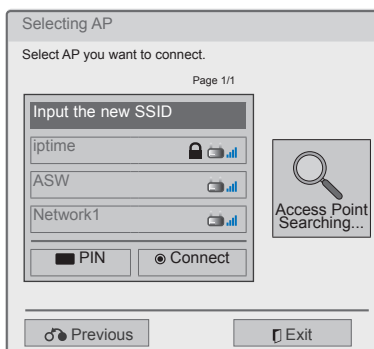 Selecting AP
Select AP you want to connect.
Page 1/1
Input the new SSID
iptime
ASW
Network1
PIN
Connect
Access Point
Searching...
Previous
Exit